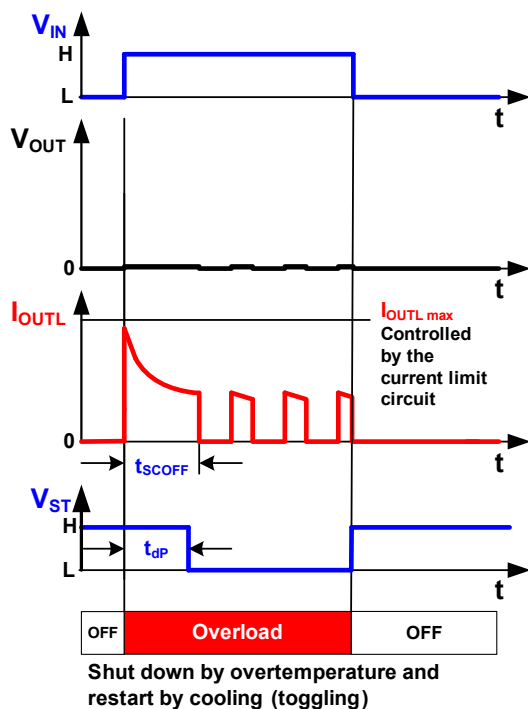 VIN
H
L
t
VOUT
0
t
IOUTL
IOUTL max
Controlled
by the
current limit
circuit
0
t
tSCOFF
VST
H
tdP
L
t
OFF Overload OFF
Shut down by overtemperature and
restart by cooling (toggling)